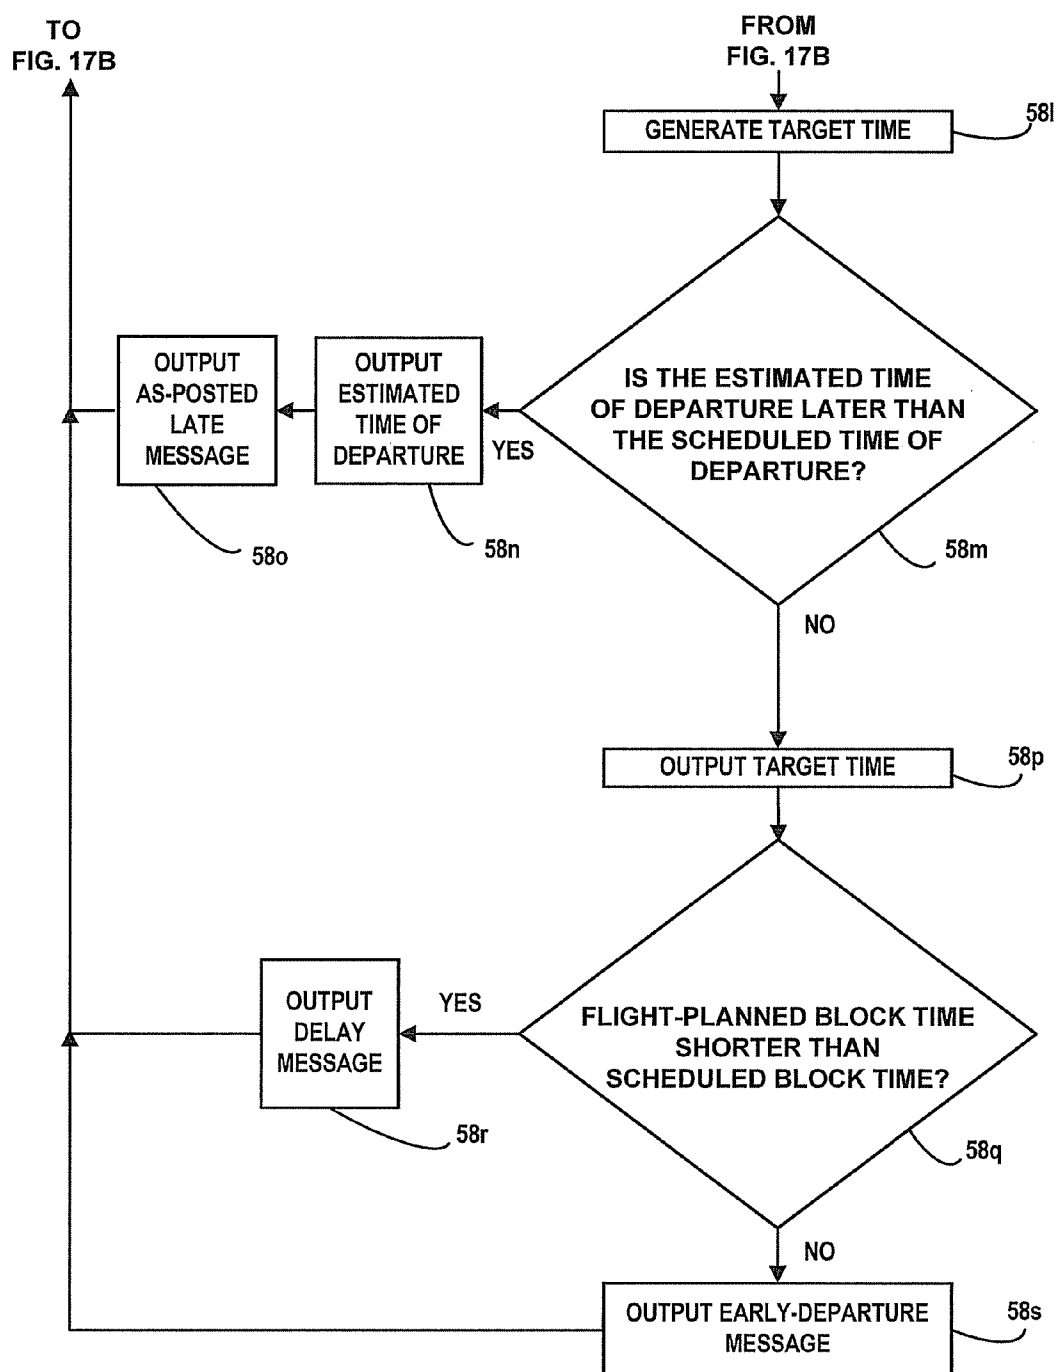 TO
FIG. 17B
FROM
FIG. 17B
GENERATE TARGET TIME
58l
IS THE ESTIMATED TIME
OF DEPARTURE LATER THAN
THE SCHEDULED TIME OF
DEPARTURE?
58m
YES
OUTPUT
ESTIMATED
TIME OF
DEPARTURE
58n
OUTPUT
AS-POSTED
LATE
MESSAGE
58o
NO
OUTPUT TARGET TIME
58p
FLIGHT-PLANNED BLOCK TIME
SHORTER THAN
SCHEDULED BLOCK TIME?
58q
YES
OUTPUT
DELAY
MESSAGE
58r
NO
OUTPUT EARLY-DEPARTURE
MESSAGE
58s